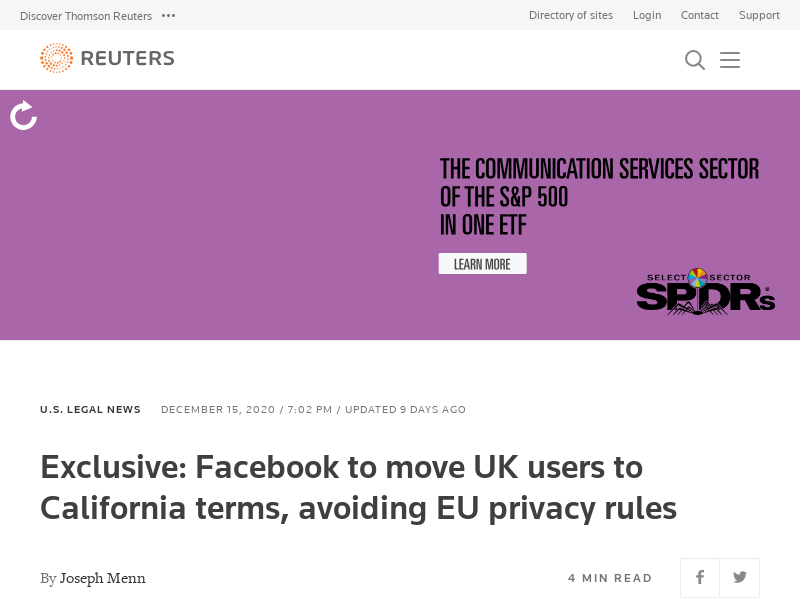 Discover Thomson Reuters
Directory of sites Login Contact Support
REUTERS
THE COMMUNICATION SERVICES SECTOR
OF THE S&P 500
IN ONE ETF
LEARN MORE
SELECT SECTOR
SPDRs
U.S. LEGAL NEWS DECEMBER 15, 2020 / 7:02 PM / UPDATED 9 DAYS AGO
Exclusive: Facebook to move UK users to
California terms, avoiding EU privacy rules
By Joseph Menn
4 MIN READ